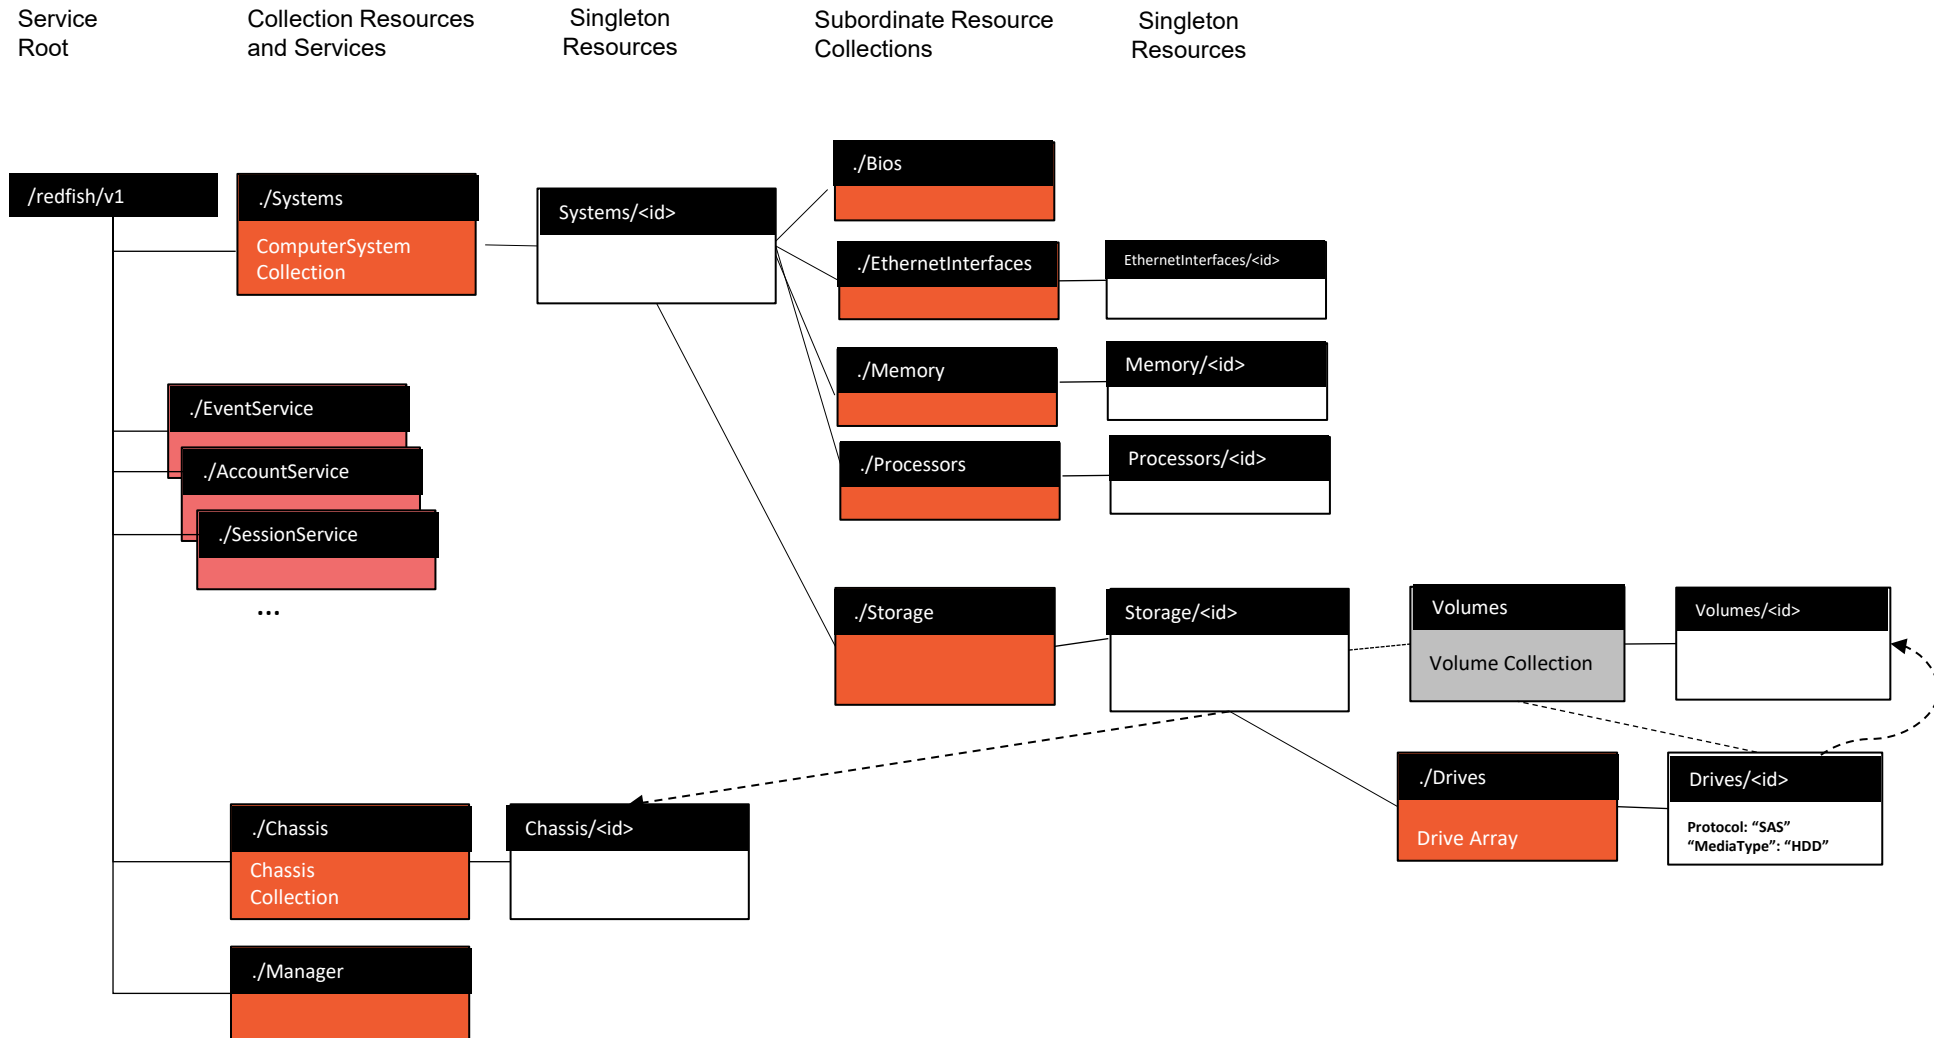 Service
Root
Collection Resources
and Services
Singleton
Resources
Subordinate Resource
Collections
Singleton
Resources
/redfish/v1
./Systems
ComputerSystem
Collection
Systems/<id>
./Bios
./EthernetInterfaces
EthernetInterfaces/<id>
./Memory
Memory/<id>
./Processors
Processors/<id>
./EventService
./AccountService
./SessionService
...
./Storage
Storage/<id>
Volumes
Volume Collection
Volumes/<id>
./Drives
Drive Array
Drives/<id>
Protocol: “SAS”
“MediaType”: “HDD”
./Chassis
Chassis
Collection
Chassis/<id>
./Manager